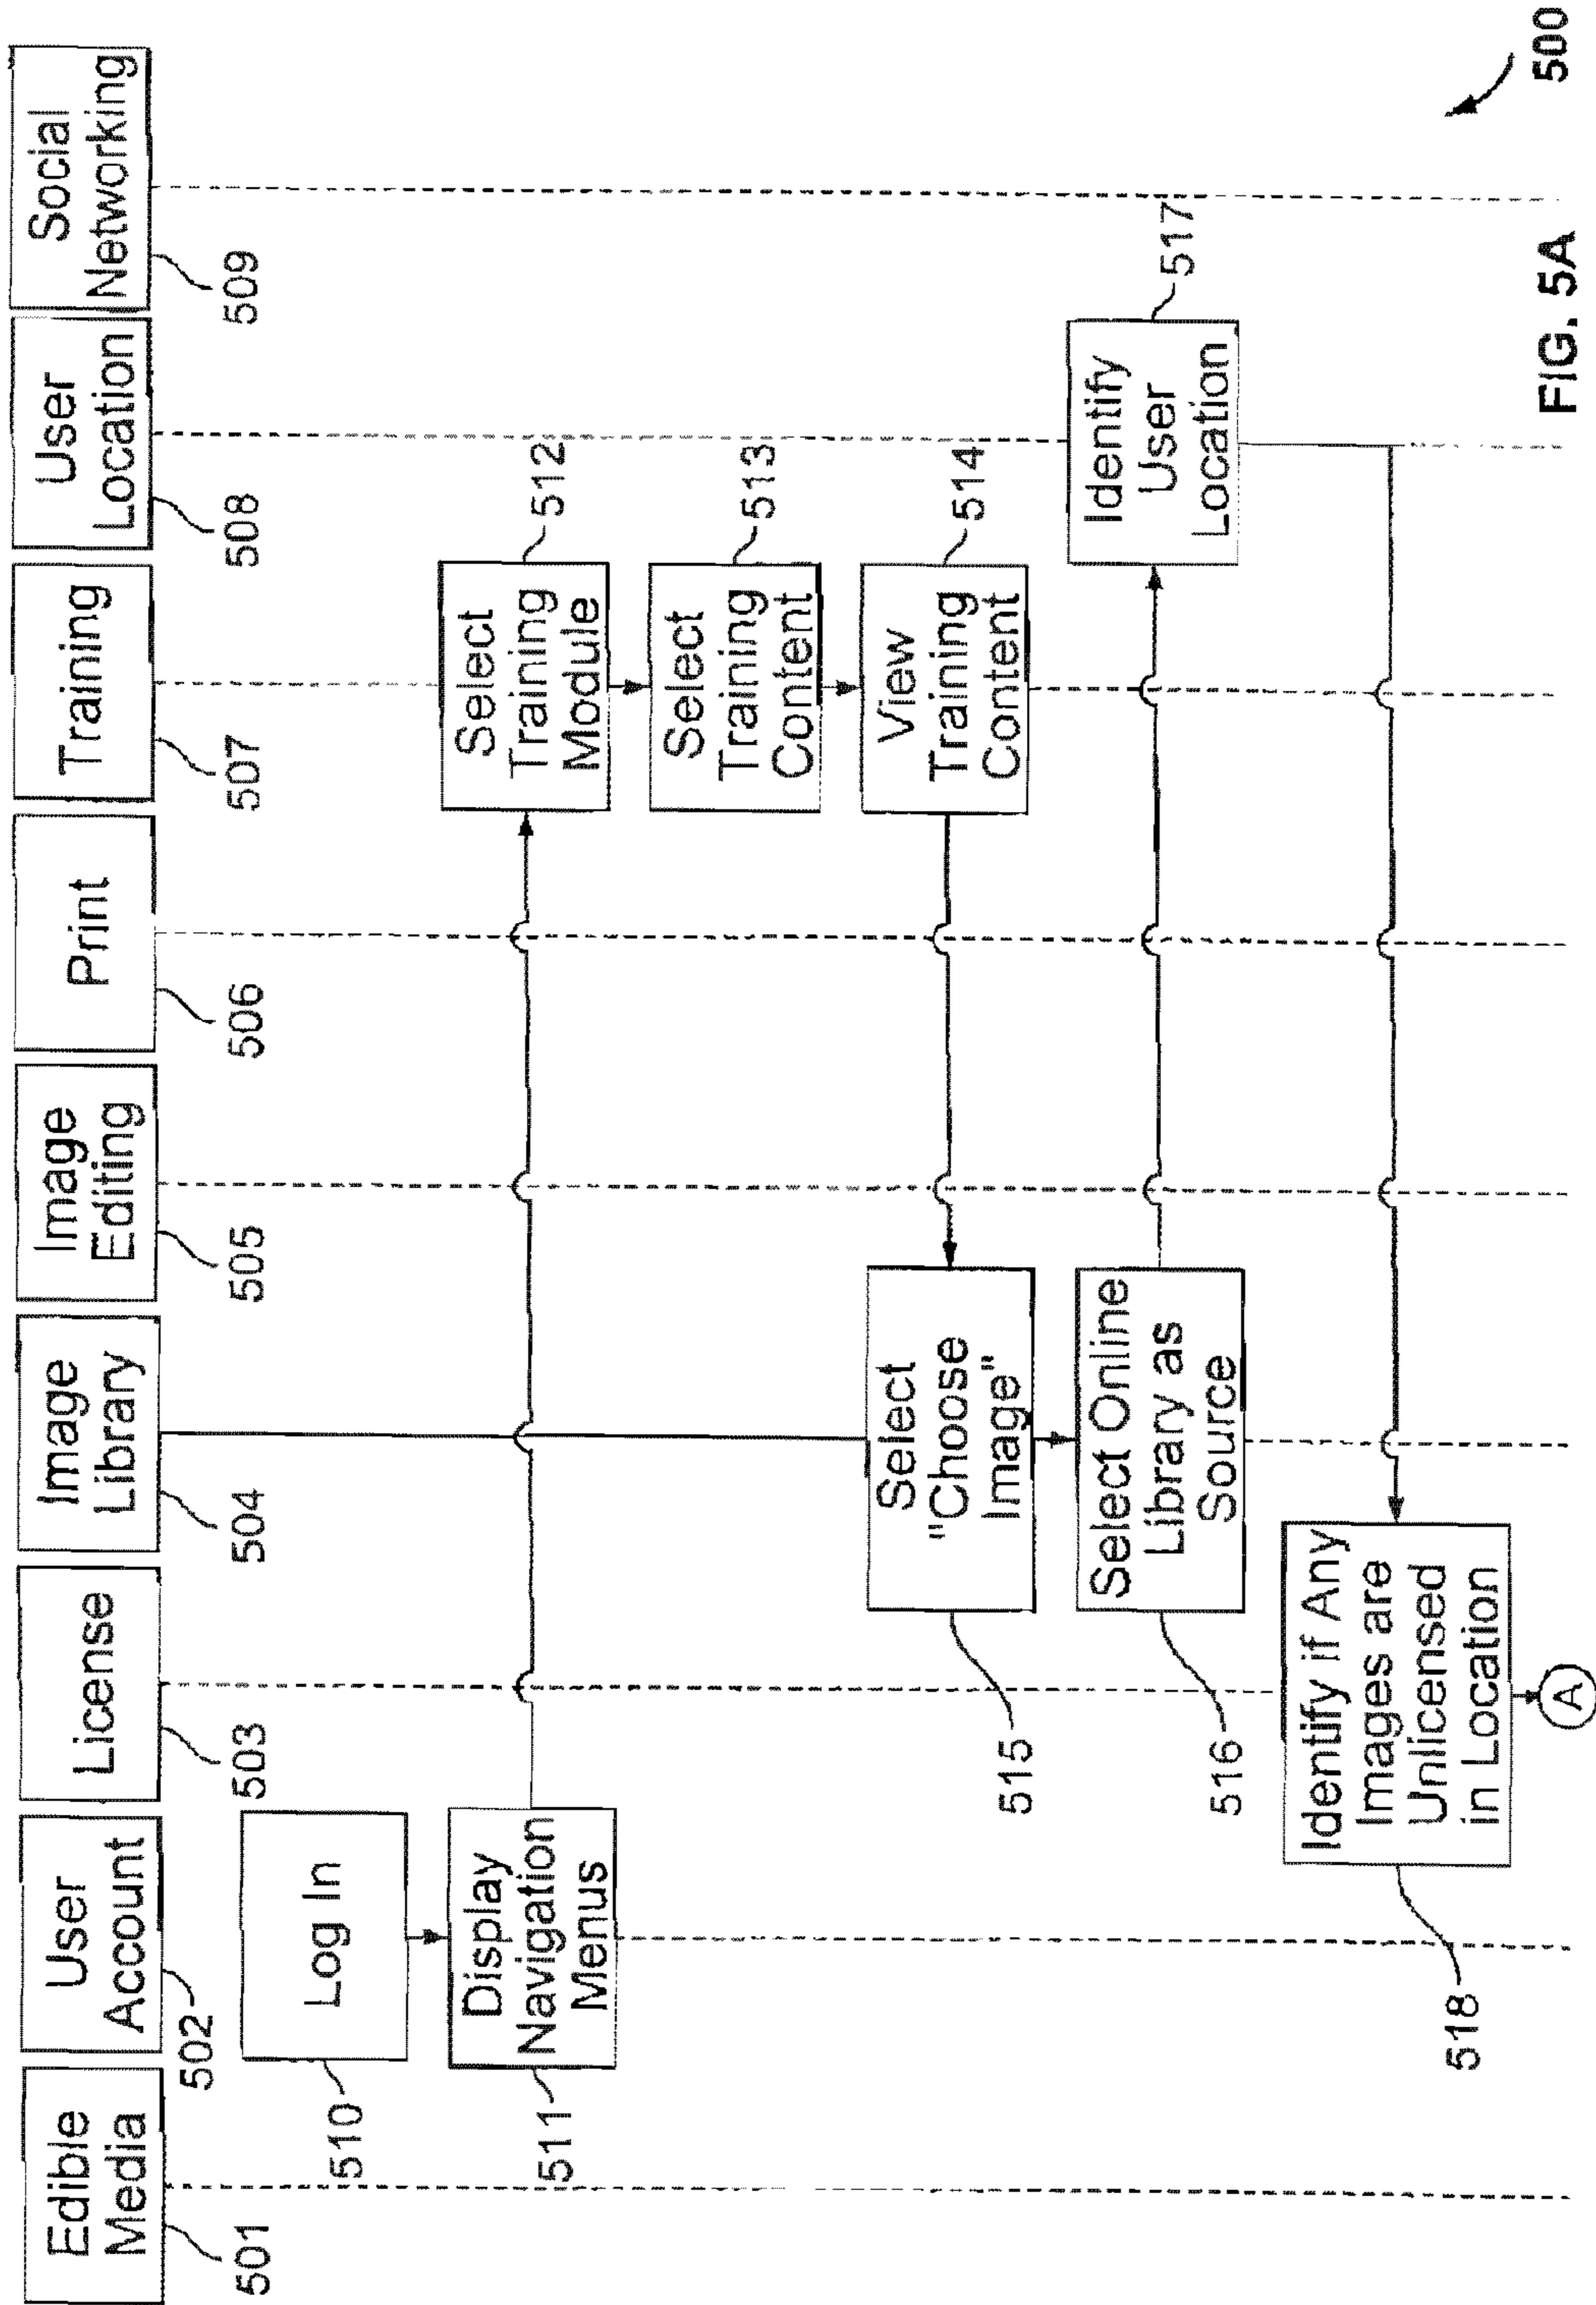 Edible
Media
501
User
Account
502
License
503
Image
Library
504
Image
Editing
505
Print
506
Training
507
User
Location
508
Social
Networking
509
Log In
510
Display
Navigation
Menus
511
Select
Training
Module
512
Select
Training
Content
513
View
Training
Content
514
Select
"Choose
Image"
515
Select Online
Library as
Source
516
Identify
User
Location
517
Identify if Any
Images are
Unlicensed
in Location
518
A
FIG. 5A
500